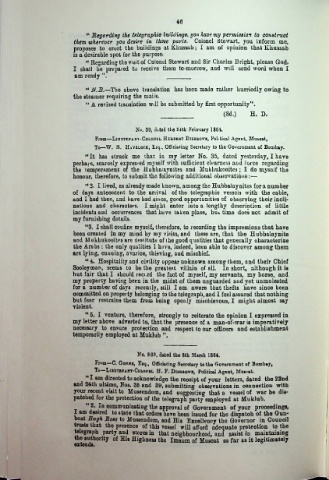 46
"Regarding the telegraphic buildings, you have my permission to construct
them wherever you desire in these parts. Colonel Stewart, you inform me,
proposes to erect the buildings at Khussab; I am of opinion that Khussab
is a desirable spot for the purpose.
"Regarding the visit of Colonel Stewart and Sir Charles Bright, please God,
I shall be prepared to receive them to-morrow, and will send word when I
am ready".
"N.B.—The above translation has been made rather hurriedly owing to
the steamer requiring the mails.
"A revised translation will be submitted by first opportunity".
(Sd.) H. D.
No. 39, dated the 24th February 1864.
From—LIEUTENANT-COLONEL HERBERT DISBROWE, Political Agent, Muscat,
To—W. R. HAVELOCK, Esq., Officiating Secretary to the Government of Bombay.
"It has struck me that in my letter No. 35, dated yesterday, I have
perhaps, scarcely expressed myself with sufficient clearness and force regarding
the temperament of the Hubbulaynites and Mukhukooites; I do myself the
honour, therefore, to submit the following additional observations:—
"2. I lived, as already made known, among the Hubbulaynites for a number
of days antecedent to the arrival of the telegraphic vessels with the cable,
and I had then, and have had since, good opportunities of observing their incli-
nations and character. I might enter into a lengthy description of little
incidents and occurrences that have taken place, but time does not admit of
my furnishing details.
"3. I shall confine myself, therefore, to recording the impressions that have
been created in my mind by my visit, and these are, that the Hubbulaynites
and Mukhukooites are destitute of the good qualities that generally characterise
the Arabs: the only qualities I have, indeed, been able to discover among them
are lying, cunning, avarice, thieving, and mischief.
"4. Hospitality and civility appear unknown among them, and their Chief
Sooleyman, seems to be the greatest villain of all. In short, although it is
but fair that I should record the fact of myself, my servants, my horse, and
my property having been in the midst of them unguarded and yet unmolested
for a number of days recently, still I am aware that thefts have since been
committed on property belonging to the telegraph, and I feel assured that nothing
but fear restrains them from being openly murderous, I might almost say
violent.
"5. I venture, therefore, strongly to reiterate the opinion I expressed in
my letter above adverted to, that the presence of a man-of-war is imperatively
necessary to ensure protection and respect to our officers and establishment
temporarily employed at Mukhub".
dated the 8th March 1864.
From—C. GONNE, Esq., Officiating Secretary to the Government of Bombay,
To—LIEUTENANT-COLONEL H. F. DISBROWE, Political Agent, Muscat.
"I am directed to acknowledge the receipt of your letters, dated the 23rd
and 24th ultimo, Nos. 35 and 39, submitting observations in connection with
your recent visit to Mussendom, and suggesting that a vessel of war be dis-
patched for the protection of the telegraph party employed at Mukhub.
"2. In communicating the approval of Government of your proceedings,
I am desired to state that orders have been issued for the dispatch of the Gun-
boat Hugh Rose to Mussendom, and His Excellency the Governor in Council
trusts that the presence of this vessel will afford adequate protection to the
telegraph party and stores in that neighbourhood, and assist in maintaining
the authority of His Highness the Imaum of Muscat so far as it legitimately
extends.